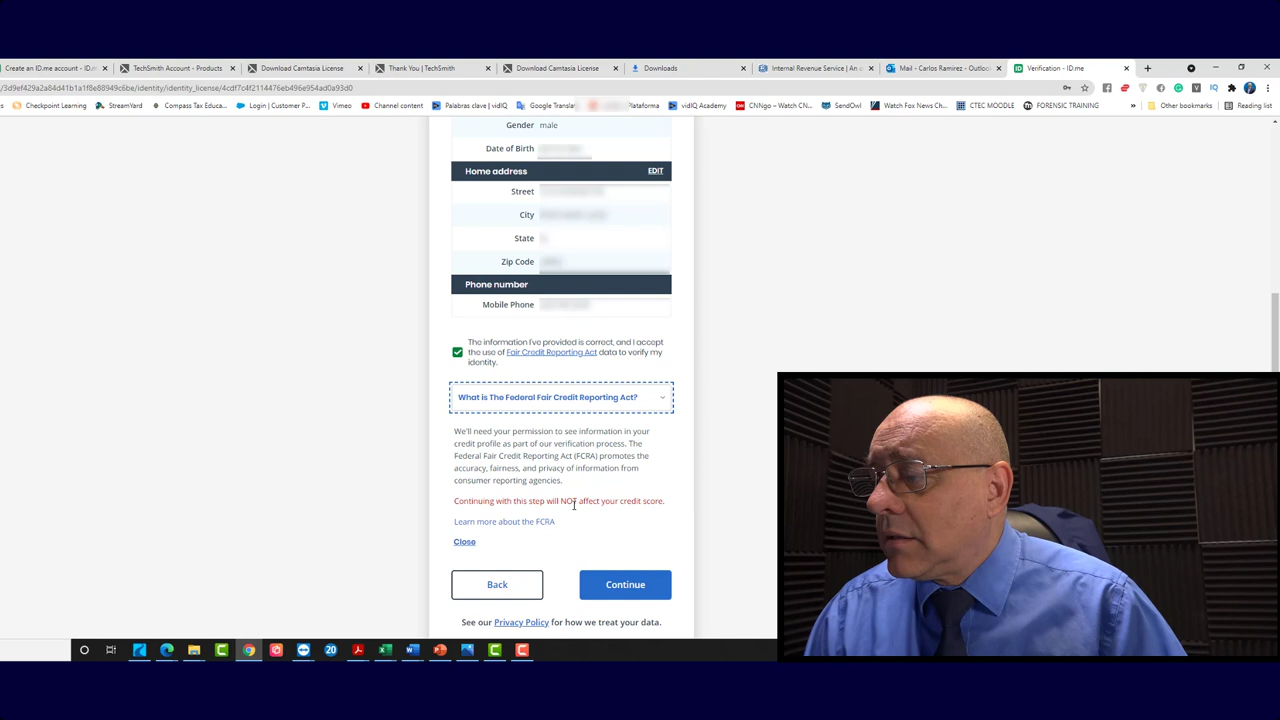 Create an ID.me account - ID.m
TechSmith Account - Products
Download Camtasia License
Thank You | TechSmith
Download Camtasia License
Downloads
Internal Revenue Service | An o
Mail - Carlos Ramirez - Outlook
Verification - ID.me
/3d9ef429a2a84d41b1a1f8e88949c6be/identity/identity_license/4cdf7c4f2114476eb496e954ad0a93d0
Checkpoint Learning
StreamYard
Compass Tax Educa...
Login | Customer P...
Vimeo
Channel content
Palabras clave | vidIQ
Google Translat
Plataforma
vidIQ Academy
CNNgo – Watch CN...
SendOwl
Watch Fox News Ch...
CTEC MOODLE
FORENSIC TRAINING
Other bookmarks
Reading list
Gender male
Date of Birth
Home address EDIT
Street
City
State
Zip Code
Phone number
Mobile Phone
The information I've provided is correct, and I accept
the use of Fair Credit Reporting Act data to verify my
identity.
What is The Federal Fair Credit Reporting Act?
We'll need your permission to see information in your
credit profile as part of our verification process. The
Federal Fair Credit Reporting Act (FCRA) promotes the
accuracy, fairness, and privacy of information from
consumer reporting agencies.
Continuing with this step will NOT affect your credit score.
Learn more about the FCRA
Close
Back Continue
See our Privacy Policy for how we treat your data.